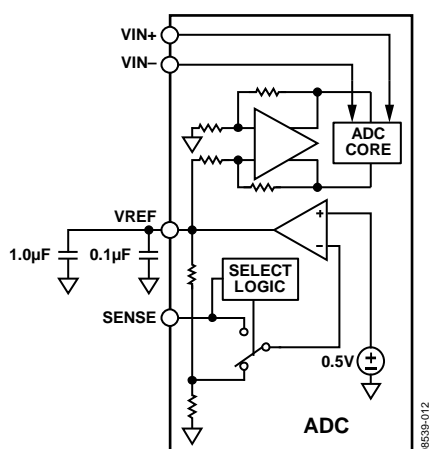 VIN+
VIN–
ADC
CORE
VREF
+
–
1.0µF
0.1µF
SELECT
LOGIC
SENSE
0.5V
+
–
ADC
08539-012